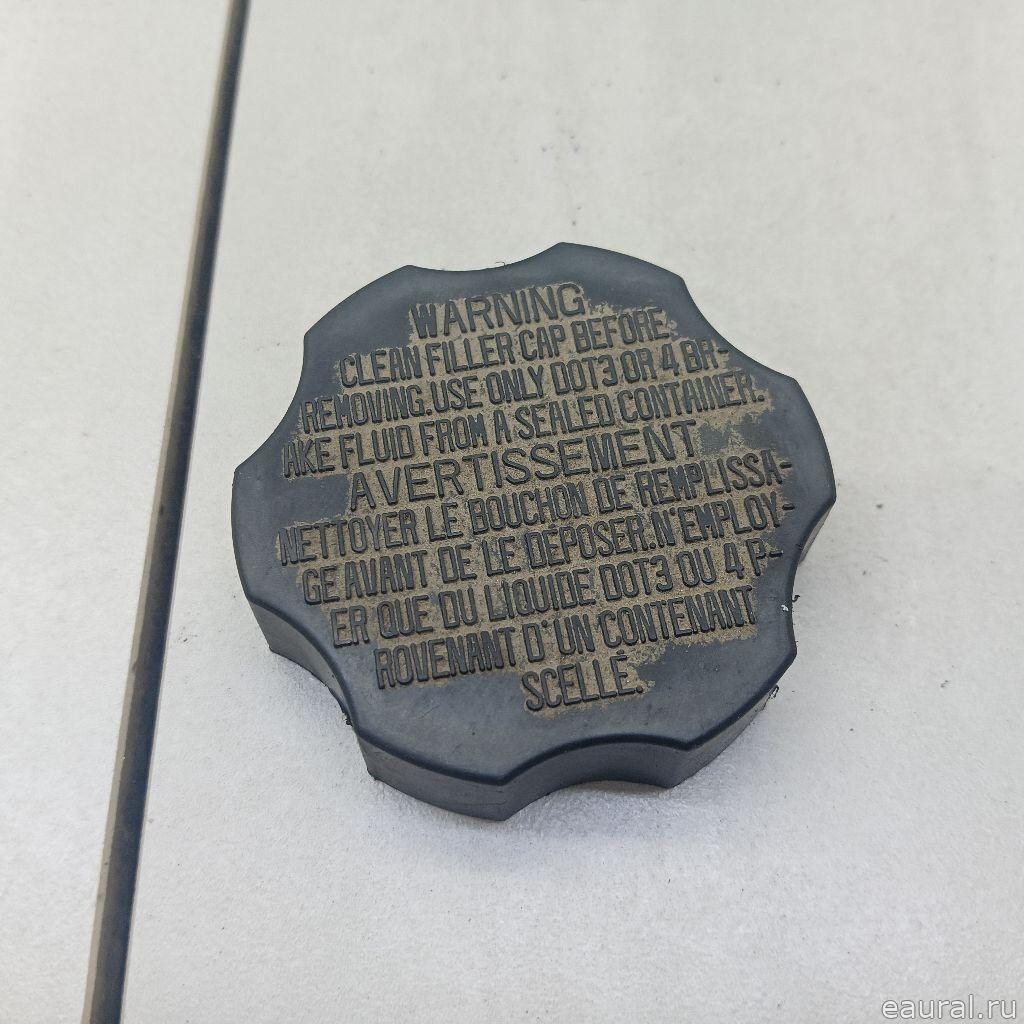 WARNING
CLEAN FILLER CAP BEFORE
REMOVING.USE ONLY DOT3 OR 4 BR-
AKE FLUID FROM A SEALED CONTAINER.
AVERTISSEMENT
NETTOYER LE BOUCHON DE REMPLISSA-
GE AVANT DE LE DÉPOSER.N'EMPLOY-
ER QUE DU LIQUIDE DOT3 OU 4 P-
ROVENANT D'UN CONTENANT
SCELLÉ.
eaural.ru